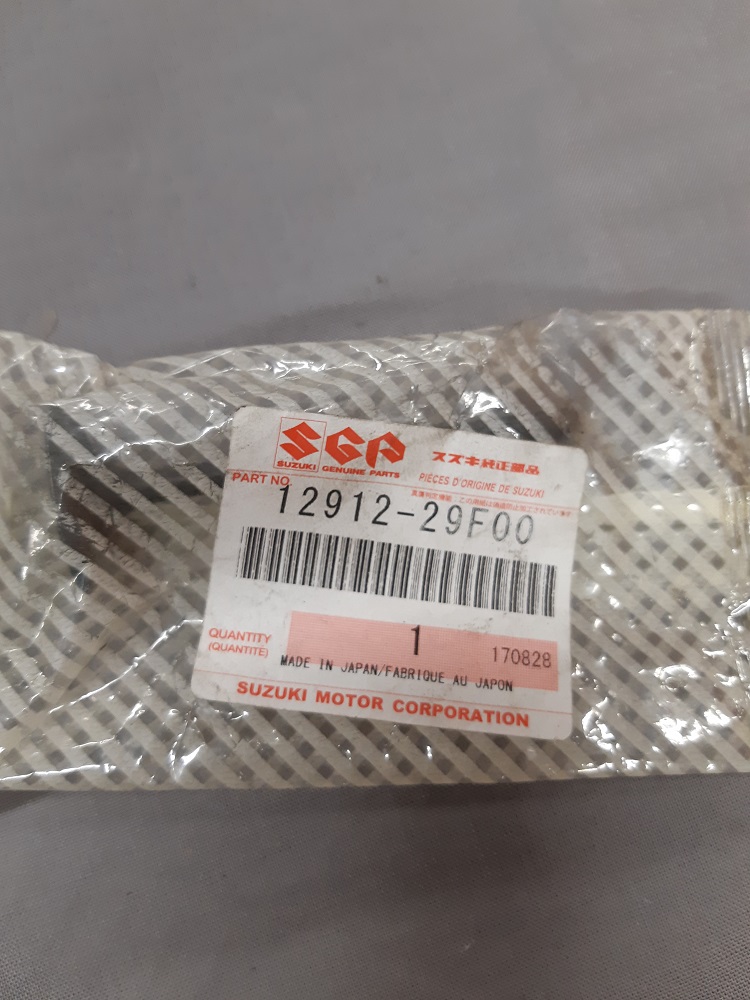 SGP
スズキ純正部品
SUZUKI GENUINE PARTS
PIÈCES D'ORIGINE DE SUZUKI
PART NO.
12912-29F00
QUANTITY
(QUANTITÉ)
1
170828
MADE IN JAPAN/FABRIQUE AU JAPON
SUZUKI MOTOR CORPORATION